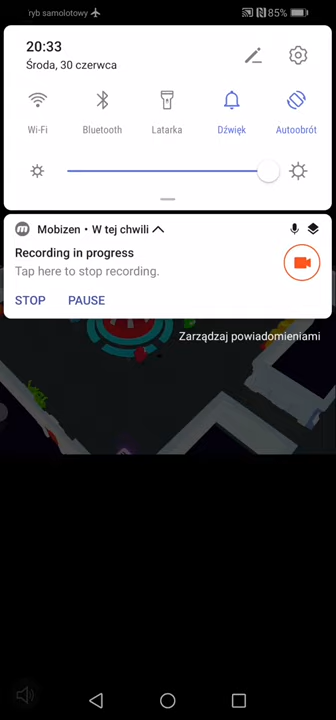 ryb samolotowy
85%
20:33
Środa, 30 czerwca
Wi-Fi
Bluetooth
Latarka
Dźwięk
Autoobrót
Mobizen • W tej chwili
Recording in progress
Tap here to stop recording.
STOP
PAUSE
Zarządzaj powiadomieniami